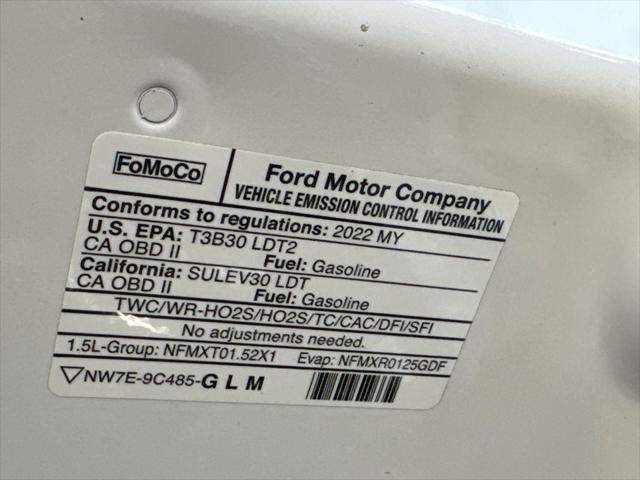 FoMoCo
Ford Motor Company
VEHICLE EMISSION CONTROL INFORMATION
Conforms to regulations: 2022 MY
U.S. EPA: T3B30 LDT2
CA OBD II Fuel: Gasoline
California: SULEV30 LDT
CA OBD II Fuel: Gasoline
TWC/WR-HO2S/HO2S/TC/CAC/DFI/SFI
No adjustments needed.
1.5L-Group: NFMXT01.52X1 Evap: NFMXR0125GDF
NW7E-9C485-G L M